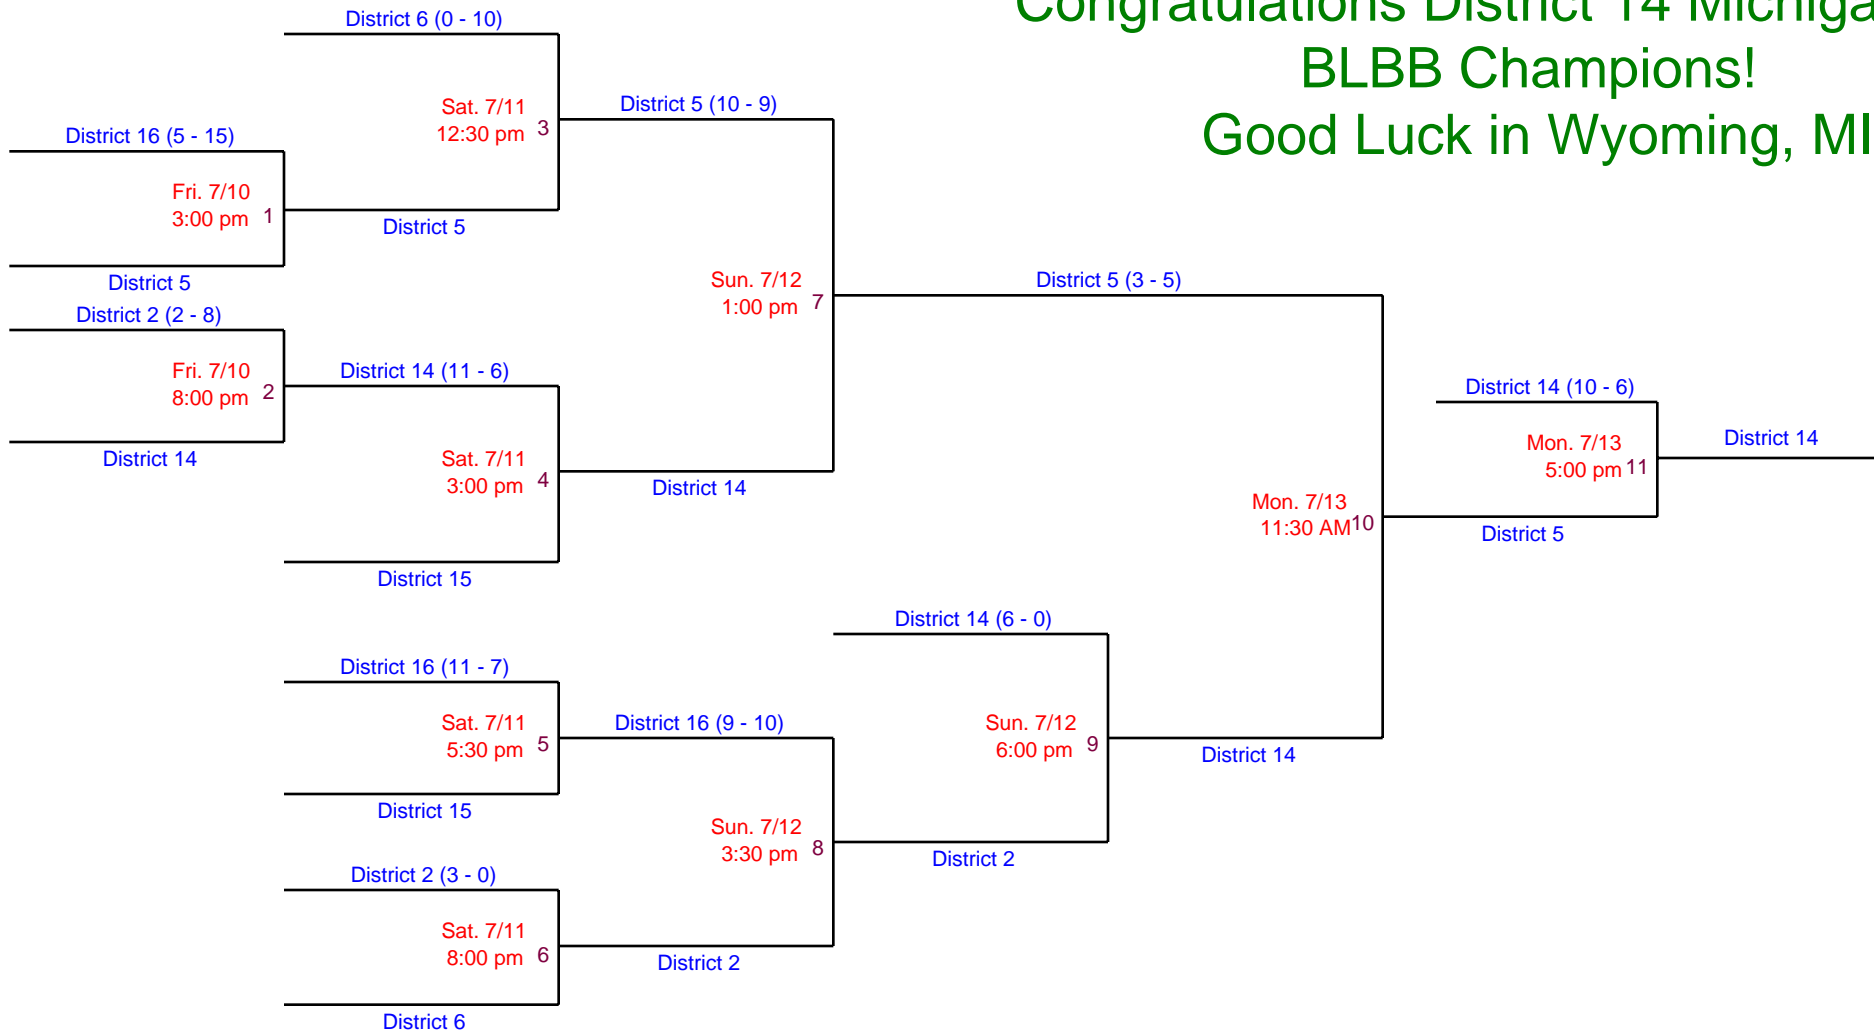 Congratulations District 14 Michiga
BLBB Champions!
Good Luck in Wyoming, MI
District 6 (0 - 10)
Sat. 7/11
12:30 pm 3
District 5 (10 - 9)
District 16 (5 - 15)
Fri. 7/10
3:00 pm 1
District 5
District 5
Sun. 7/12
1:00 pm 7
District 5 (3 - 5)
District 2 (2 - 8)
Fri. 7/10
8:00 pm 2
District 14 (11 - 6)
District 14
Sat. 7/11
3:00 pm 4
District 14
District 15
District 14 (10 - 6)
Mon. 7/13
5:00 pm 11
District 14
Mon. 7/13
11:30 AM 10
District 5
District 14 (6 - 0)
District 16 (11 - 7)
Sat. 7/11
5:30 pm 5
District 16 (9 - 10)
Sun. 7/12
6:00 pm 9
District 14
District 15
Sun. 7/12
3:30 pm 8
District 2
District 2 (3 - 0)
Sat. 7/11
8:00 pm 6
District 2
District 6